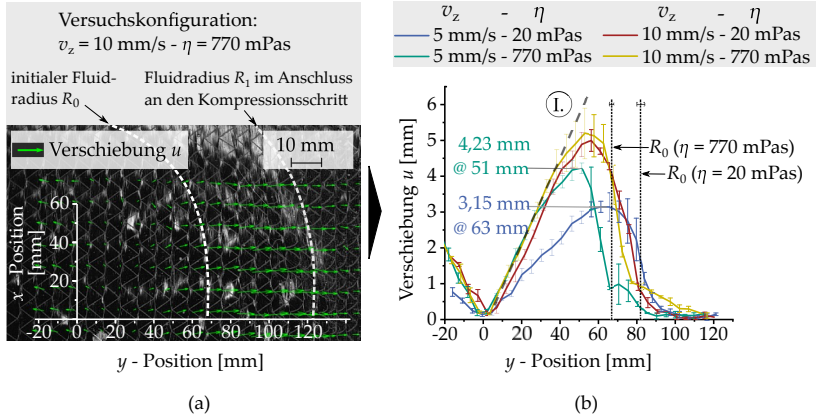 Versuchskonfiguration:
v_z = 10 mm/s - η = 770 mPas
initialer Fluid-
radius R_0
Fluidradius R_1 im Anschluss
an den Kompressionsschritt
10 mm
Verschiebung u
x - Position
[mm]
60
40
20
0
-20 0 20 40 60 80 100 120
y - Position [mm]
(a)
v_z - η v_z - η
5 mm/s - 20 mPas 10 mm/s - 20 mPas
5 mm/s - 770 mPas 10 mm/s - 770 mPas
Verschiebung u [mm]
6
5
4
3
2
1
0
I.
4,23 mm
@ 51 mm
3,15 mm
@ 63 mm
R_0 (η = 770 mPas)
R_0 (η = 20 mPas)
-20 0 20 40 60 80 100 120
y - Position [mm]
(b)